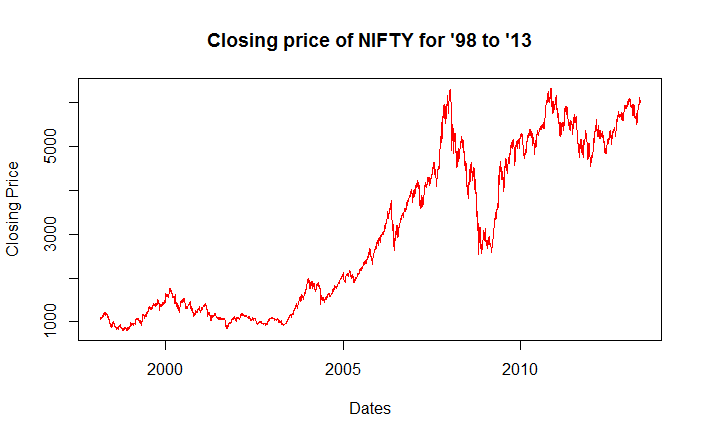 Closing price of NIFTY for '98 to '13
Closing Price
5000
3000
1000
2000
2005
2010
Dates